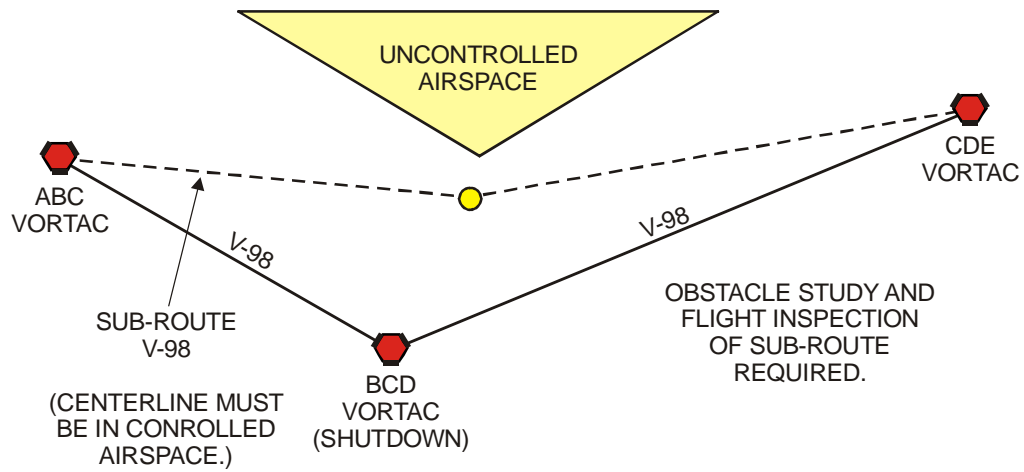 UNCONTROLLED
AIRSPACE
ABC
VORTAC
CDE
VORTAC
V-98
V-98
SUB-ROUTE
V-98
(CENTERLINE MUST
BE IN CONROLLED
AIRSPACE.)
BCD
VORTAC
(SHUTDOWN)
OBSTACLE STUDY AND
FLIGHT INSPECTION
OF SUB-ROUTE
REQUIRED.